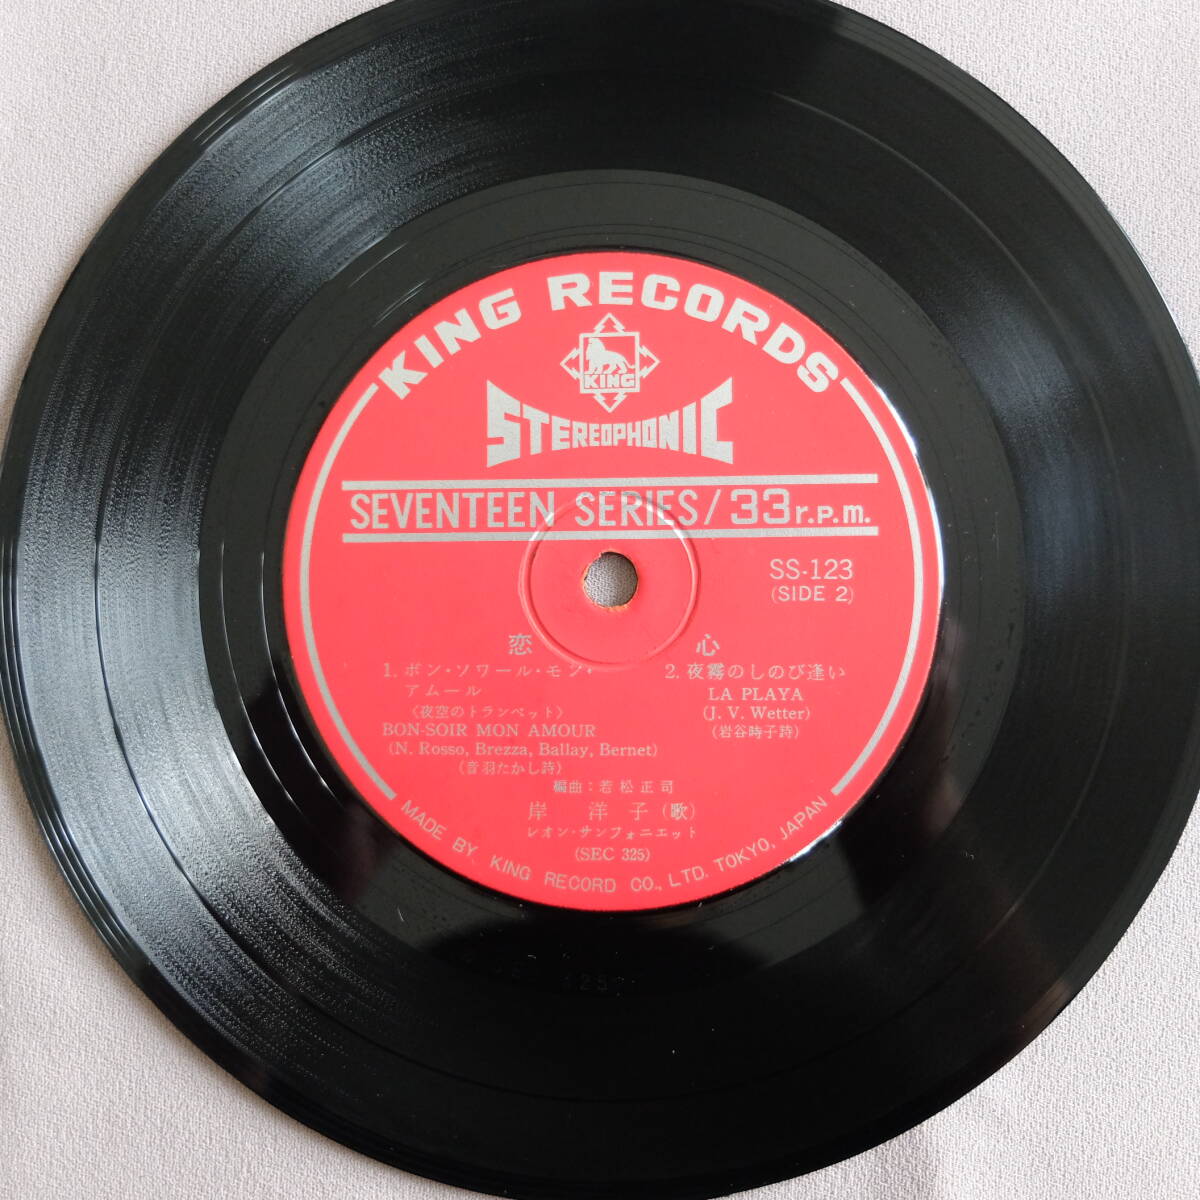 KING RECORDS
KING
STEREOPHONIC
SEVENTEEN SERIES/33r.p.m.
SS-123
(SIDE 2)
恋 心
1. ボン・ソワール・モン・
アムール
〈夜空のトランペット〉
BON-SOIR MON AMOUR
(N. Rosso, Brezza, Ballay, Bernet)
(音羽たかし詩)
2. 夜霧のしのび逢い
LA PLAYA
(J. V. Wetter)
(岩谷時子詩)
編曲：若松正司
岸 洋 子(歌)
レオン・サンフォニエット
(SEC 325)
MADE BY. KING RECORD CO., LTD. TOKYO, JAPAN